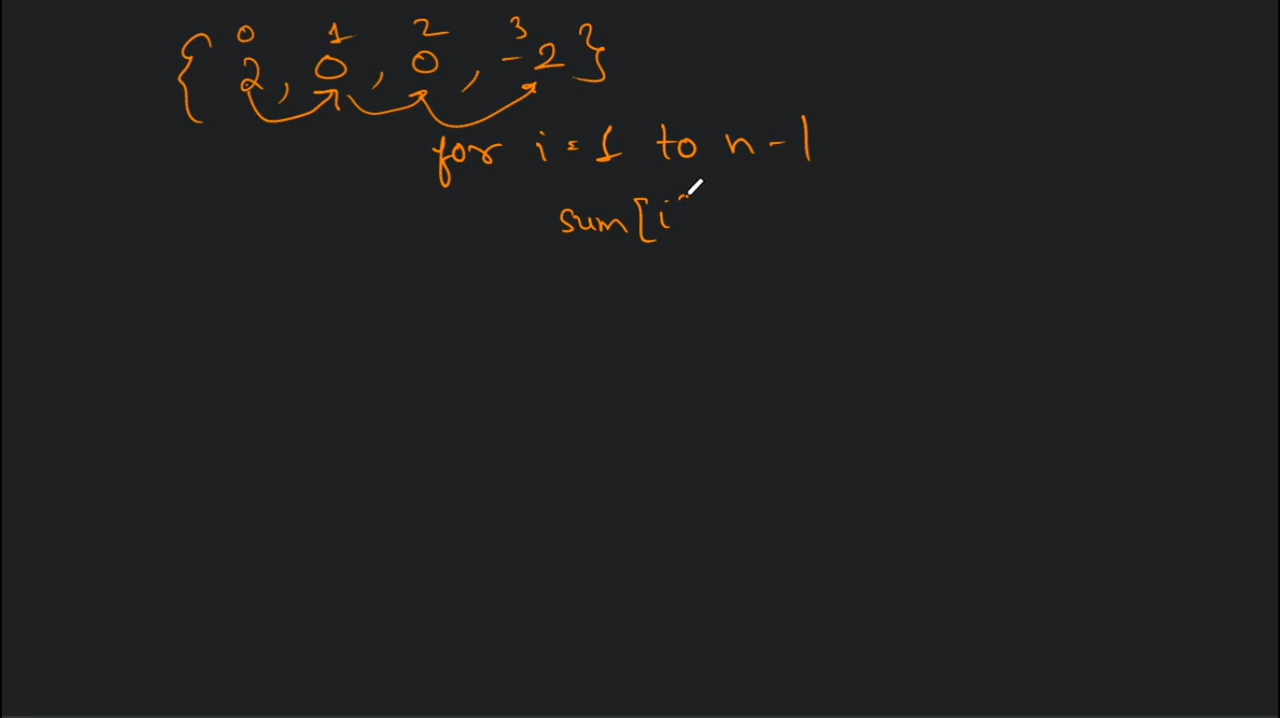 0 1 2 3
{ 2, 0, 0, -2 }
for i = 1 to n-1
sum[i